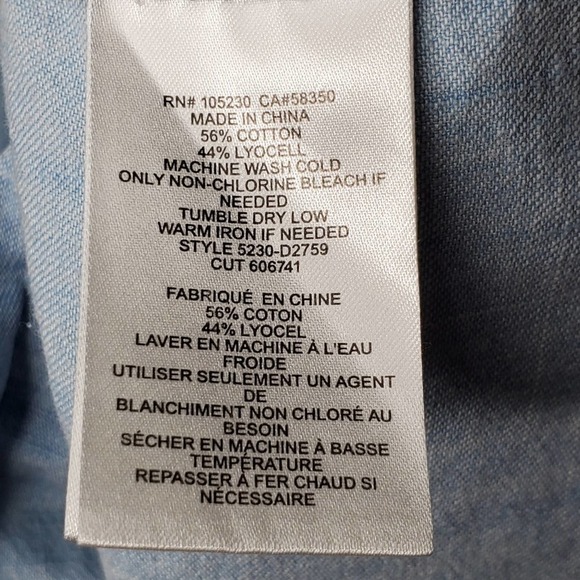 RN# 105230 CA#58350
MADE IN CHINA
56% COTTON
44% LYOCELL
MACHINE WASH COLD
ONLY NON-CHLORINE BLEACH IF
NEEDED
TUMBLE DRY LOW
WARM IRON IF NEEDED
STYLE 5230-D2759
CUT 606741
FABRIQUÉ EN CHINE
56% COTON
44% LYOCEL
LAVER EN MACHINE À L'EAU
FROIDE
UTILISER SEULEMENT UN AGENT
DE
BLANCHIMENT NON CHLORÉ AU
BESOIN
SÉCHER EN MACHINE À BASSE
TEMPÉRATURE
REPASSER À FER CHAUD SI
NÉCESSAIRE